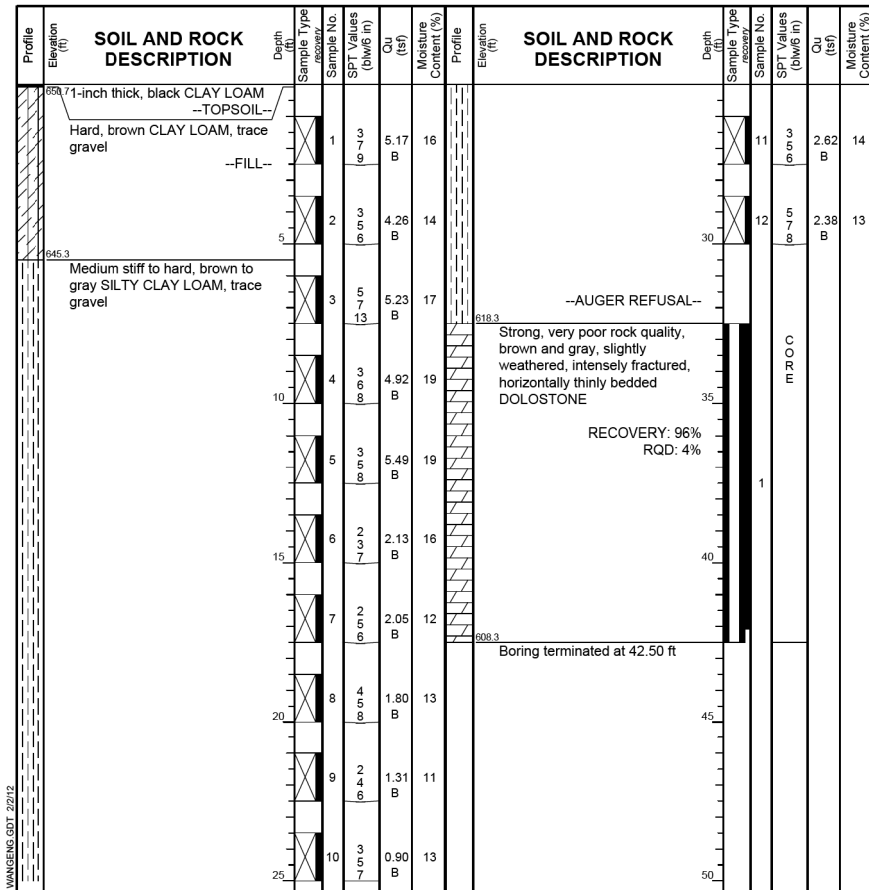 Profile
Elevation
(ft)
SOIL AND ROCK
DESCRIPTION
Depth
(ft)
Sample Type
recovery
Sample No.
SPT Values
(blw/6 in)
Qu
(tsf)
Moisture
Content (%)
650.7 1-inch thick, black CLAY LOAM
--TOPSOIL--
Hard, brown CLAY LOAM, trace
gravel
--FILL--
1 3 7 9 5.17 B 16
2 3 5 6 4.26 B 14
5
645.3
Medium stiff to hard, brown to
gray SILTY CLAY LOAM, trace
gravel
3 5 7 13 5.23 B 17
4 3 6 8 4.92 B 19
10
5 3 5 8 5.49 B 19
6 2 3 7 2.13 B 16
15
7 2 5 6 2.05 B 12
8 4 5 8 1.80 B 13
20
9 2 4 6 1.31 B 11
10 3 5 7 0.90 B 13
25
Profile
Elevation
(ft)
SOIL AND ROCK
DESCRIPTION
Depth
(ft)
Sample Type
recovery
Sample No.
SPT Values
(blw/6 in)
Qu
(tsf)
Moisture
Content (%)
11 3 5 6 2.62 B 14
12 5 7 8 2.38 B 13
30
--AUGER REFUSAL--
618.3
Strong, very poor rock quality,
brown and gray, slightly
weathered, intensely fractured,
horizontally thinly bedded
DOLOSTONE
35
RECOVERY: 96%
RQD: 4%
1
CORE
40
608.3
Boring terminated at 42.50 ft
45
50
WANGENG.GDT 2/2/12